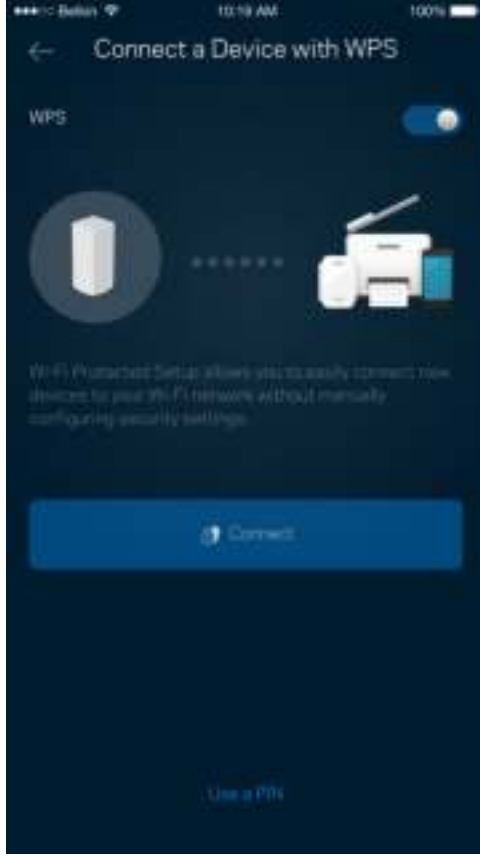 Belkin 10:19 AM 100%
Connect a Device with WPS
WPS
Wi-Fi Protected Setup allows you to easily connect new
devices to your Wi-Fi network without manually
configuring security settings.
Connect
Use a PIN